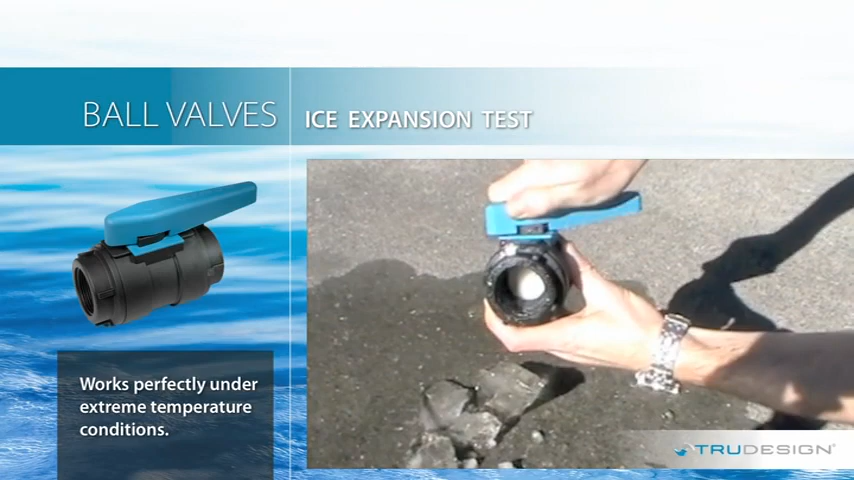 BALL VALVES
ICE EXPANSION TEST
Works perfectly under
extreme temperature
conditions.
TRUDESIGN®